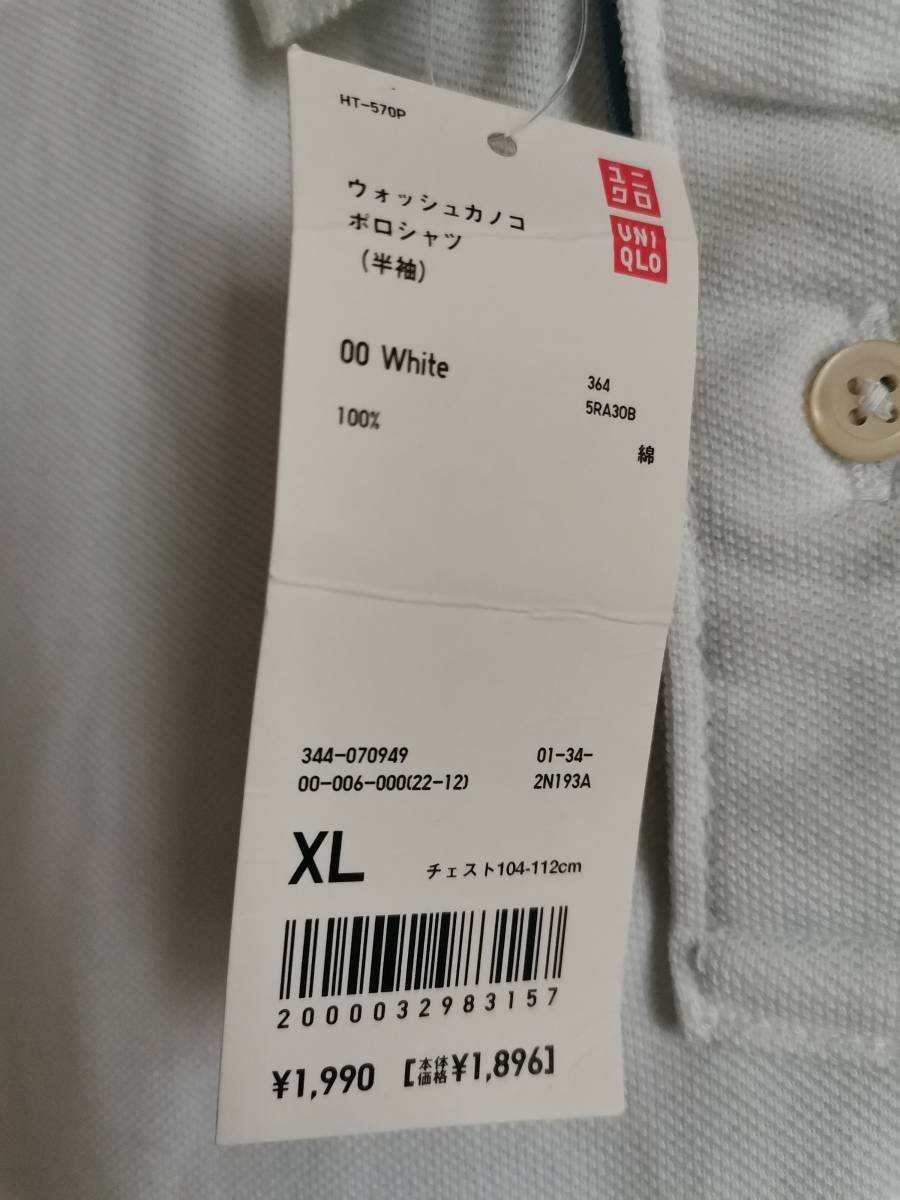 HT-570P
ユニ
クロ
UNI
QLO
ウォッシュカノコ
ポロシャツ
(半袖)
00 White
364
5RA30B
100%
綿
344-070949
01-34-
00-006-000(22-12)
2N193A
XL
チェスト104-112cm
2000032983157
¥1,990 [本体価格¥1,896]